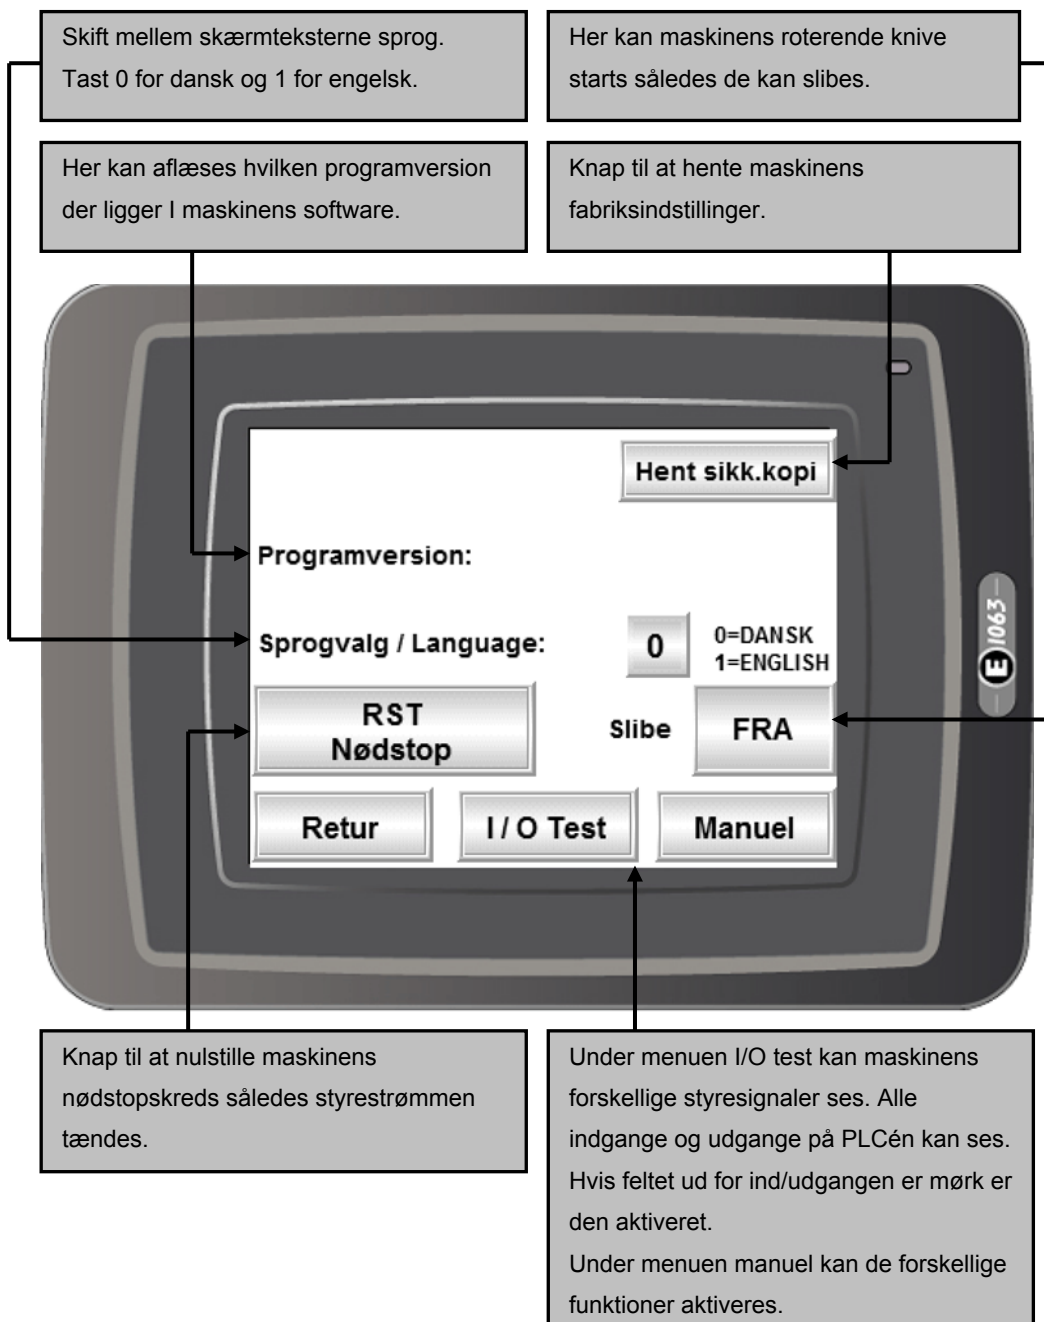 Skift mellem skærmteksterne sprog.
Tast 0 for dansk og 1 for engelsk.
Her kan maskinens roterende knive
starts således de kan slibes.
Her kan aflæses hvilken programversion
der ligger I maskinens software.
Knap til at hente maskinens
fabriksindstillinger.
Hent sikk.kopi
Programversion:
Sprogvalg / Language:
0
0=DANSK
1=ENGLISH
E1063
RST
Nødstop
Slibe
FRA
Retur
I / O Test
Manuel
Knap til at nulstille maskinens
nødstopskreds således styrestrømmen
tændes.
Under menuen I/O test kan maskinens
forskellige styresignaler ses. Alle
indgange og udgange på PLCén kan ses.
Hvis feltet ud for ind/udgangen er mørk er
den aktiveret.
Under menuen manuel kan de forskellige
funktioner aktiveres.